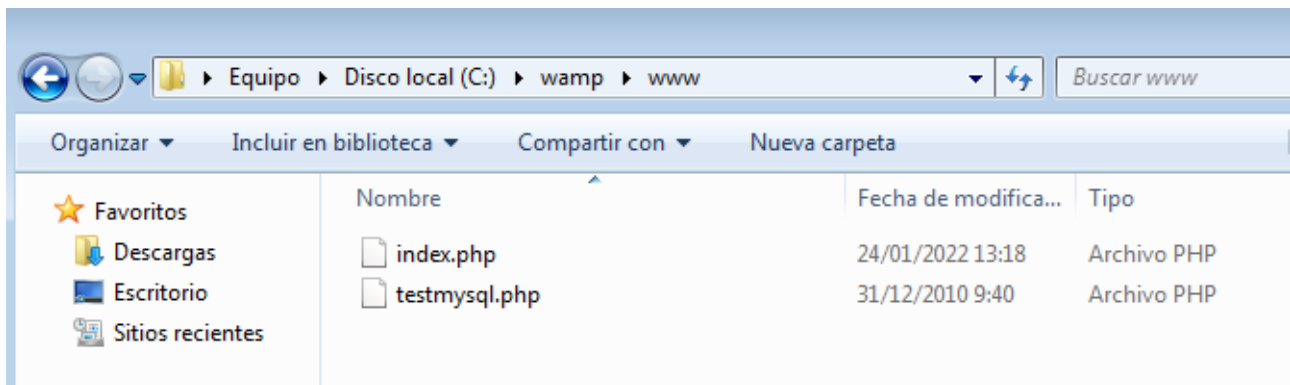 Equipo Disco local (C:) wamp www Buscar www
Organizar Incluir en biblioteca Compartir con Nueva carpeta
Favoritos Nombre Fecha de modifica... Tipo
Descargas index.php 24/01/2022 13:18 Archivo PHP
Escritorio testmysql.php 31/12/2010 9:40 Archivo PHP
Sitios recientes